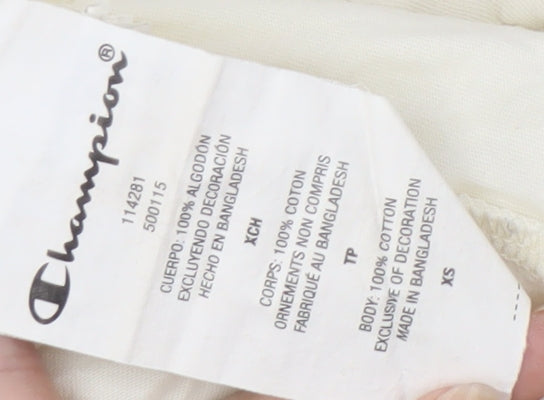 Champion®
114281
500115
CUERPO: 100% ALGODÓN
EXCLUYENDO DECORACIÓN
HECHO EN BANGLADESH
XCH
CORPS: 100% COTON
ORNEMENTS NON COMPRIS
FABRIQUÉ AU BANGLADESH
TP
BODY: 100% COTTON
EXCLUSIVE OF DECORATION
MADE IN BANGLADESH
XS